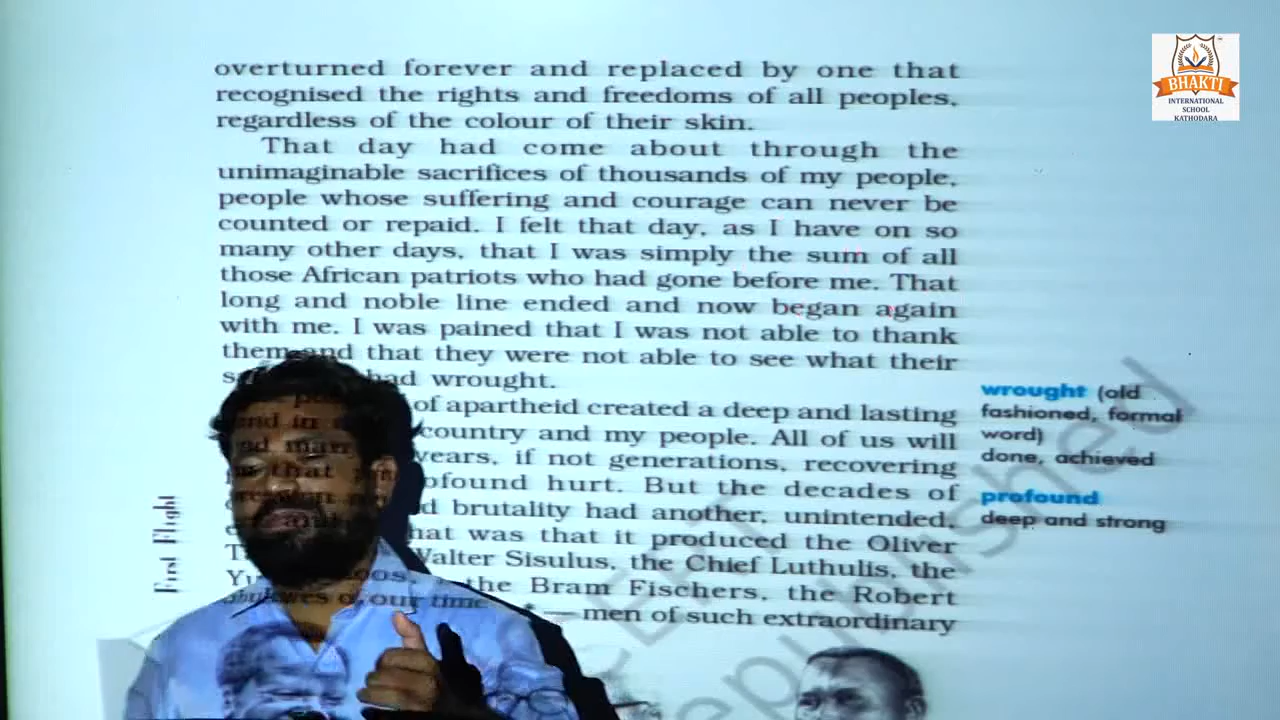 overturned forever and replaced by one that
recognised the rights and freedoms of all peoples,
regardless of the colour of their skin.
That day had come about through the
unimaginable sacrifices of thousands of my people,
people whose suffering and courage can never be
counted or repaid. I felt that day, as I have on so
many other days, that I was simply the sum of all
those African patriots who had gone before me. That
long and noble line ended and now began again
with me. I was pained that I was not able to thank
them and that they were not able to see what their
had wrought.
of apartheid created a deep and lasting
country and my people. All of us will
years, if not generations, recovering
hurt. But the decades of
brutality had another, unintended,
that was that it produced the Oliver
Walter Sisulus, the Chief Luthulis, the
the Bram Fischers, the Robert
of our time * — men of such extraordinary
wrought (old
fashioned, formal
word)
done, achieved
profound
deep and strong
First Flight
BHAKTI
INTERNATIONAL
SCHOOL
KATHODARA